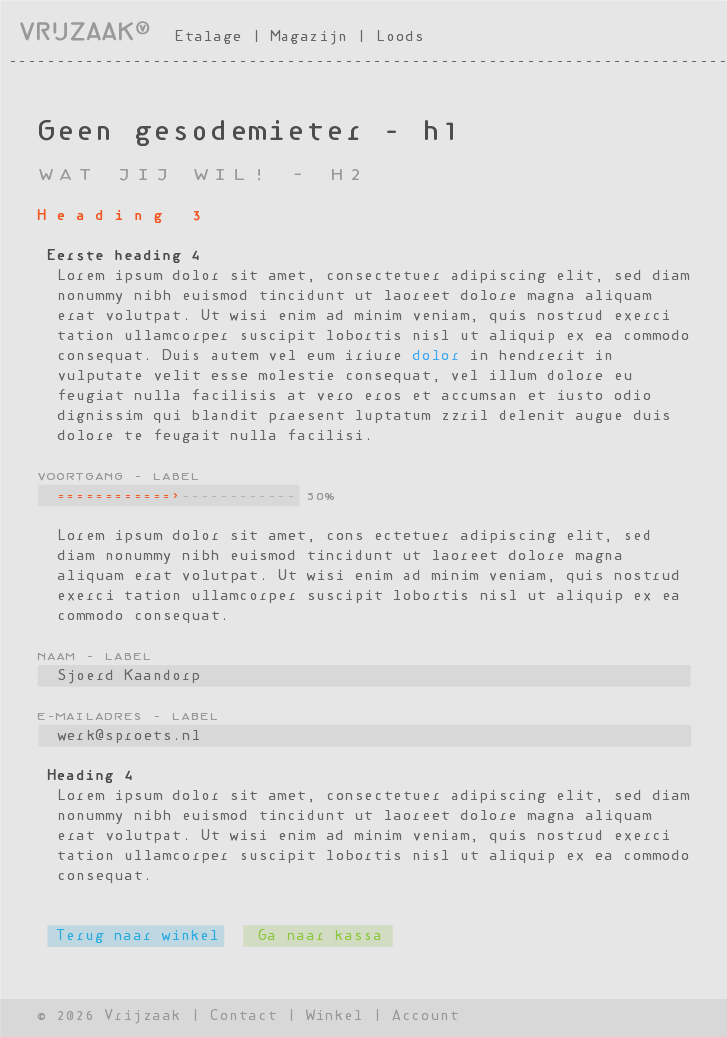 VRIJZAAK Ⓥ Etalage | Magazijn | Loods
Geen gesodemieter - h1
WAT JIJ WIL! - H2
Heading 3
Eerste heading 4
Lorem ipsum dolor sit amet, consectetuer adipiscing elit, sed diam
nonummy nibh euismod tincidunt ut laoreet dolore magna aliquam
erat volutpat. Ut wisi enim ad minim veniam, quis nostrud exerci
tation ullamcorper suscipit lobortis nisl ut aliquip ex ea commodo
consequat. Duis autem vel eum iriure dolor in hendrerit in
vulputate velit esse molestie consequat, vel illum dolore eu
feugiat nulla facilisis at vero eros et accumsan et iusto odio
dignissim qui blandit praesent luptatum zzril delenit augue duis
dolore te feugait nulla facilisi.
VOORTGANG - LABEL
============>------------ 50%
Lorem ipsum dolor sit amet, cons ectetuer adipiscing elit, sed
diam nonummy nibh euismod tincidunt ut laoreet dolore magna
aliquam erat volutpat. Ut wisi enim ad minim veniam, quis nostrud
exerci tation ullamcorper suscipit lobortis nisl ut aliquip ex ea
commodo consequat.
NAAM - LABEL
Sjoerd Kaandorp
E-MAILADRES - LABEL
werk@sproets.nl
Heading 4
Lorem ipsum dolor sit amet, consectetuer adipiscing elit, sed diam
nonummy nibh euismod tincidunt ut laoreet dolore magna aliquam
erat volutpat. Ut wisi enim ad minim veniam, quis nostrud exerci
tation ullamcorper suscipit lobortis nisl ut aliquip ex ea commodo
consequat.
Terug naar winkel Ga naar kassa
© 2026 Vrijzaak | Contact | Winkel | Account